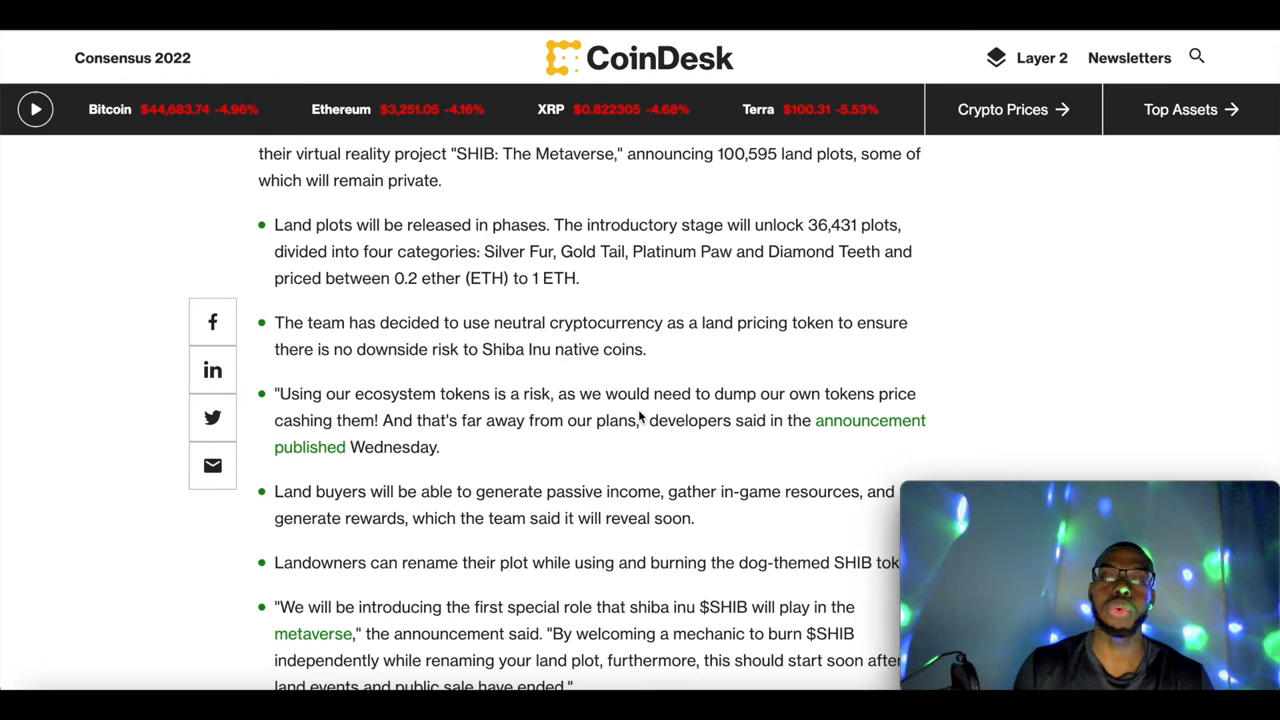 Consensus 2022
CoinDesk
Layer 2
Newsletters
Bitcoin $44,683.74 -4.96%
Ethereum $3,251.05 -4.16%
XRP $0.822305 -4.68%
Terra $100.31 -5.53%
Crypto Prices →
Top Assets →
their virtual reality project "SHIB: The Metaverse," announcing 100,595 land plots, some of
which will remain private.
Land plots will be released in phases. The introductory stage will unlock 36,431 plots,
divided into four categories: Silver Fur, Gold Tail, Platinum Paw and Diamond Teeth and
priced between 0.2 ether (ETH) to 1 ETH.
The team has decided to use neutral cryptocurrency as a land pricing token to ensure
there is no downside risk to Shiba Inu native coins.
"Using our ecosystem tokens is a risk, as we would need to dump our own tokens price
cashing them! And that's far away from our plans," developers said in the announcement
published Wednesday.
Land buyers will be able to generate passive income, gather in-game resources, and
generate rewards, which the team said it will reveal soon.
Landowners can rename their plot while using and burning the dog-themed SHIB tok
"We will be introducing the first special role that shiba inu $SHIB will play in the
metaverse," the announcement said. "By welcoming a mechanic to burn $SHIB
independently while renaming your land plot, furthermore, this should start soon after
land events and public sale have ended."